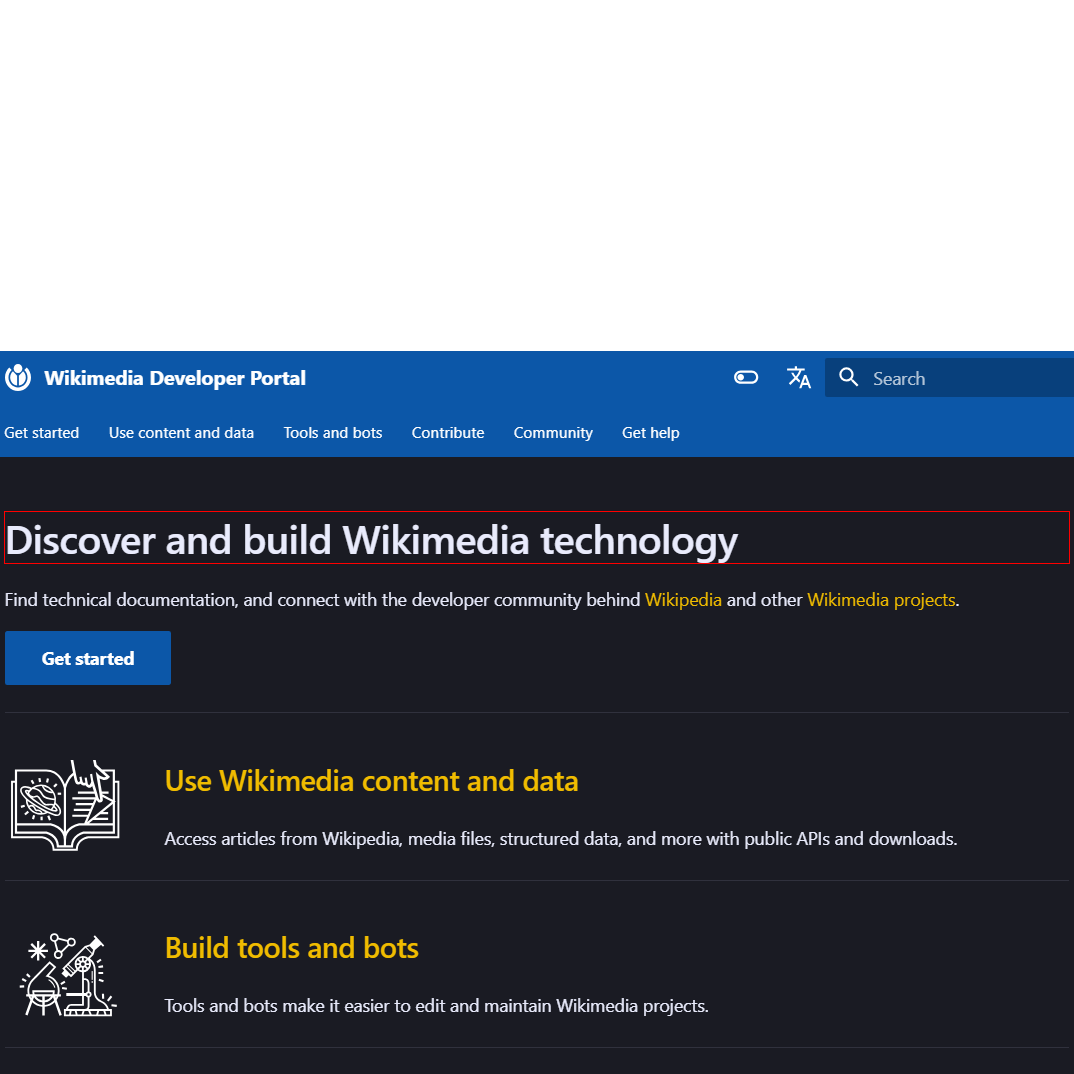 Wikimedia Developer Portal
Search
Get started
Use content and data
Tools and bots
Contribute
Community
Get help
Discover and build Wikimedia technology
Find technical documentation, and connect with the developer community behind Wikipedia and other Wikimedia projects.
Get started
Use Wikimedia content and data
Access articles from Wikipedia, media files, structured data, and more with public APIs and downloads.
Build tools and bots
Tools and bots make it easier to edit and maintain Wikimedia projects.